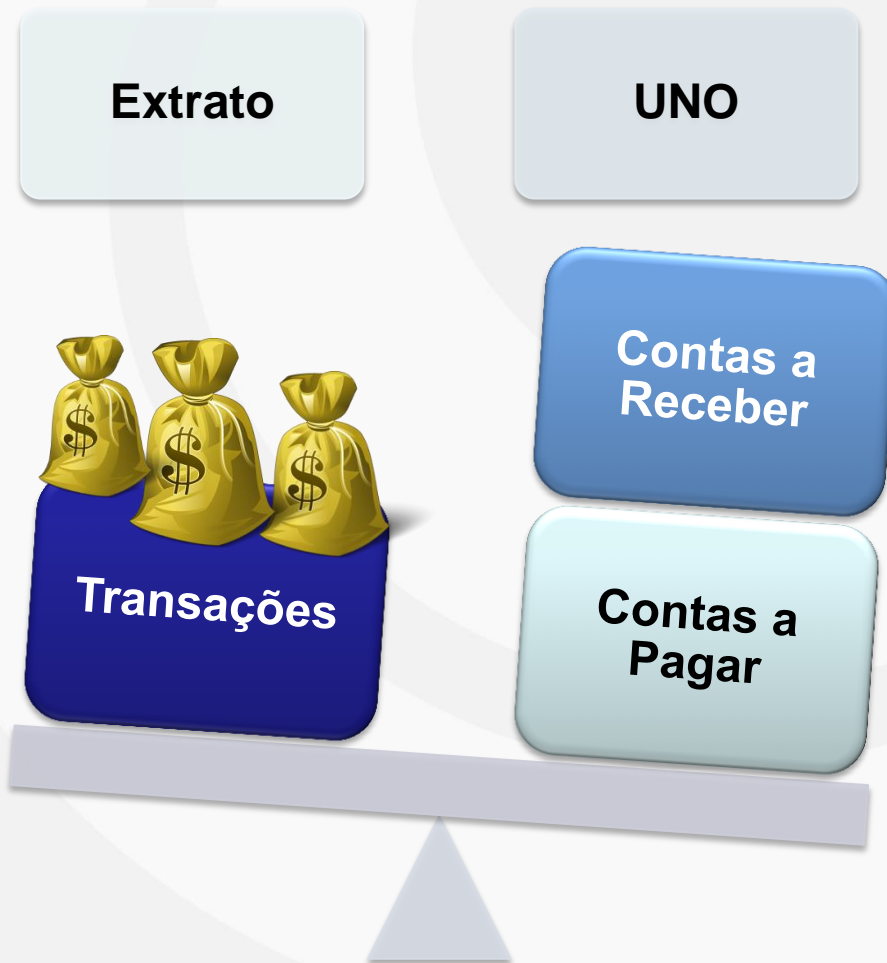 Extrato
UNO
Contas a
Receber
$
$
$
Transações
Contas a
Pagar